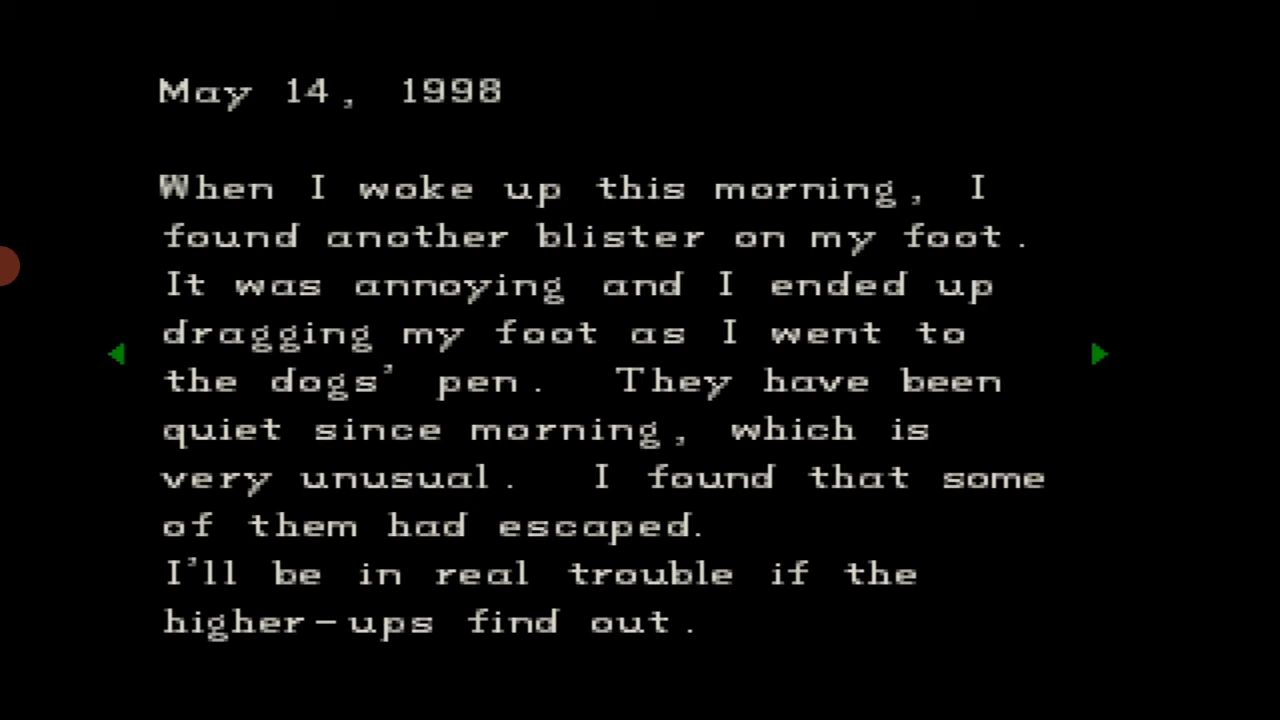 May 14, 1998
When I woke up this morning, I
found another blister on my foot.
It was annoying and I ended up
dragging my foot as I went to
the dogs' pen. They have been
quiet since morning, which is
very unusual. I found that some
of them had escaped.
I'll be in real trouble if the
higher-ups find out.